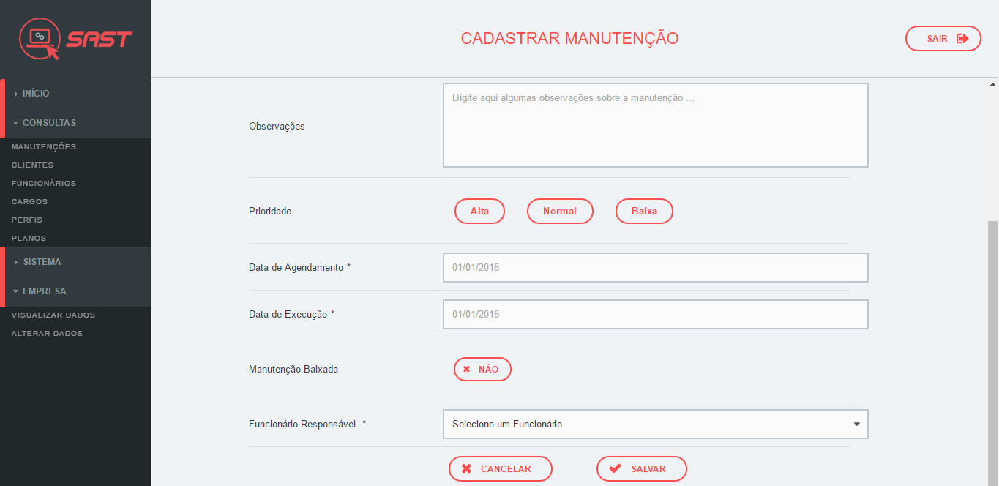 SAST
CADASTRAR MANUTENÇÃO
SAIR
INÍCIO
CONSULTAS
MANUTENÇÕES
CLIENTES
FUNCIONÁRIOS
CARGOS
PERFIS
PLANOS
SISTEMA
EMPRESA
VISUALIZAR DADOS
ALTERAR DADOS
Observações
Digite aqui algumas observações sobre a manutenção ...
Prioridade
Alta Normal Baixa
Data de Agendamento *
01/01/2016
Data de Execução *
01/01/2016
Manutenção Baixada
NÃO
Funcionário Responsável *
Selecione um Funcionário
CANCELAR SALVAR